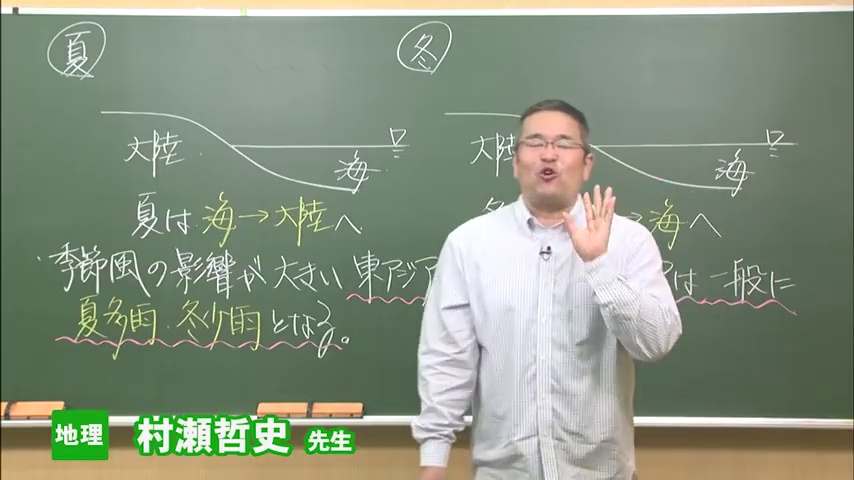 夏
冬
大陸
海
大陸
海
夏は 海→大陸へ
→海へ
季節風の影響が大きい東アジア
は一般に
夏多雨、冬少雨となる。
地理 村瀬哲史 先生